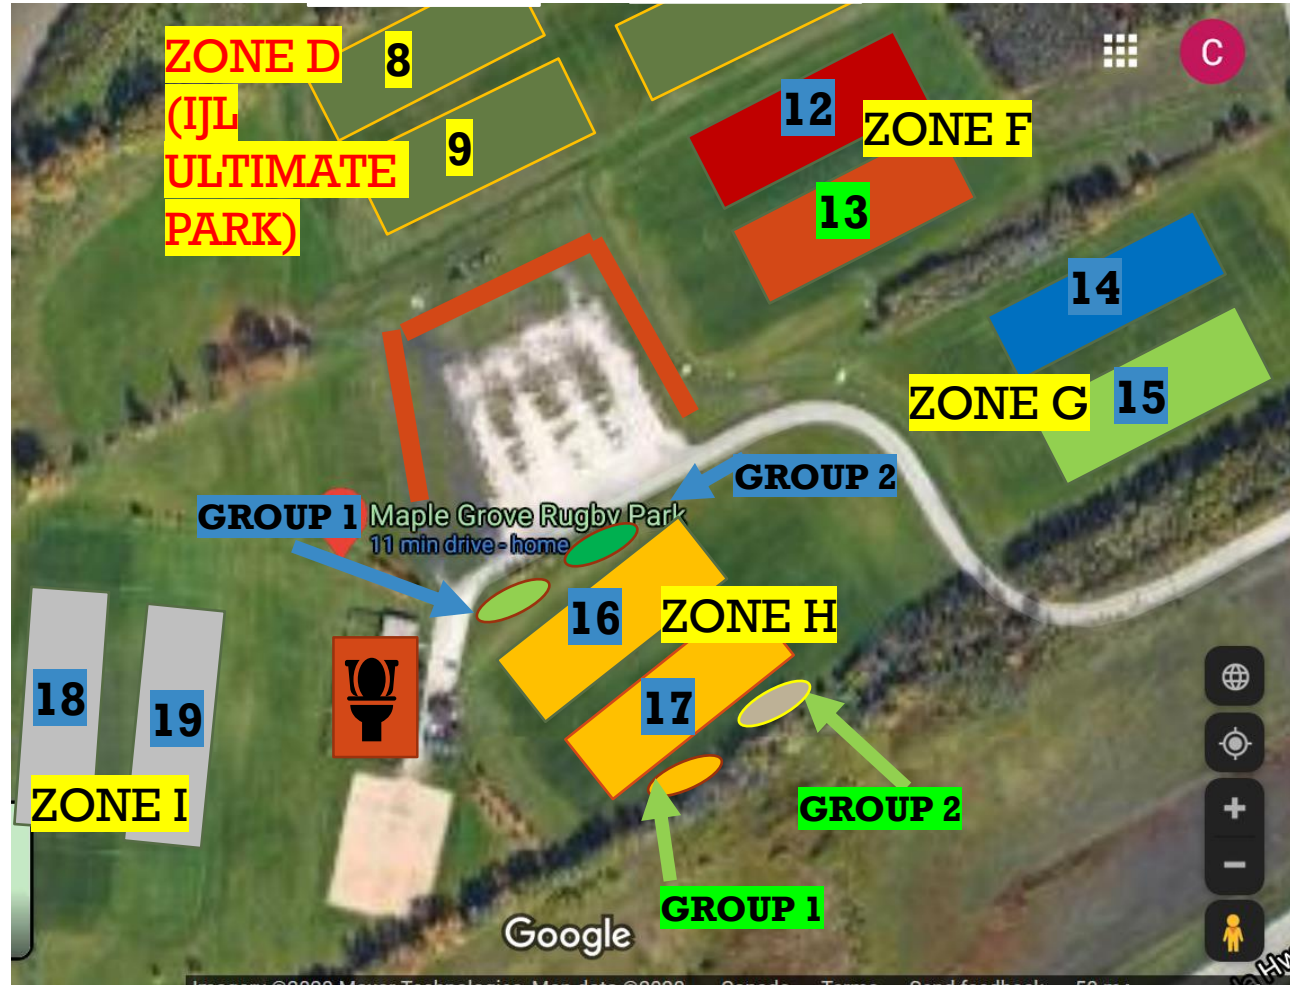 ZONE D
(IJL
ULTIMATE
PARK)
8
9
12
ZONE F
13
C
14
ZONE G
15
GROUP 2
GROUP 1
Maple Grove Rugby Park
11 min drive - home
16
ZONE H
17
18
19
ZONE I
GROUP 2
GROUP 1
Google